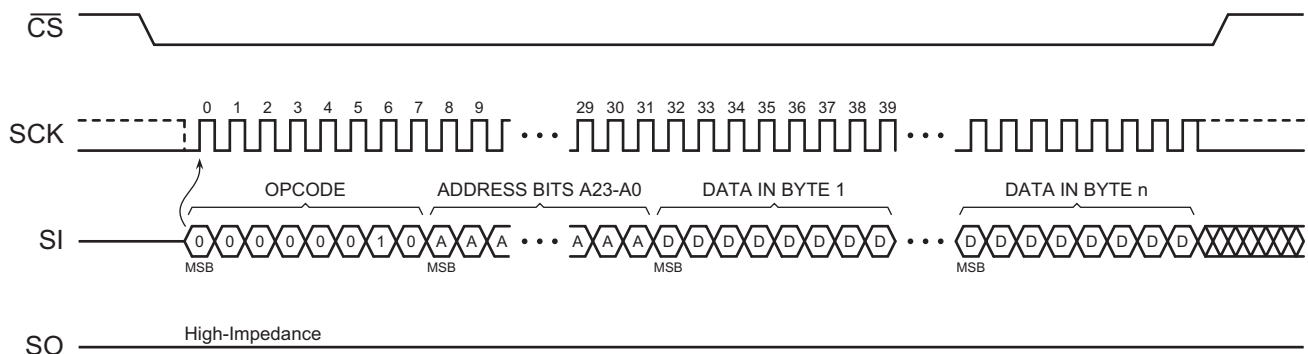 CS
0 1 2 3 4 5 6 7 8 9 29 30 31 32 33 34 35 36 37 38 39
SCK
OPCODE ADDRESS BITS A23-A0 DATA IN BYTE 1 DATA IN BYTE n
SI 0 0 0 0 0 0 1 0 A A A A A A D D D D D D D D D D D D D D D D
MSB MSB MSB MSB
High-Impedance
SO